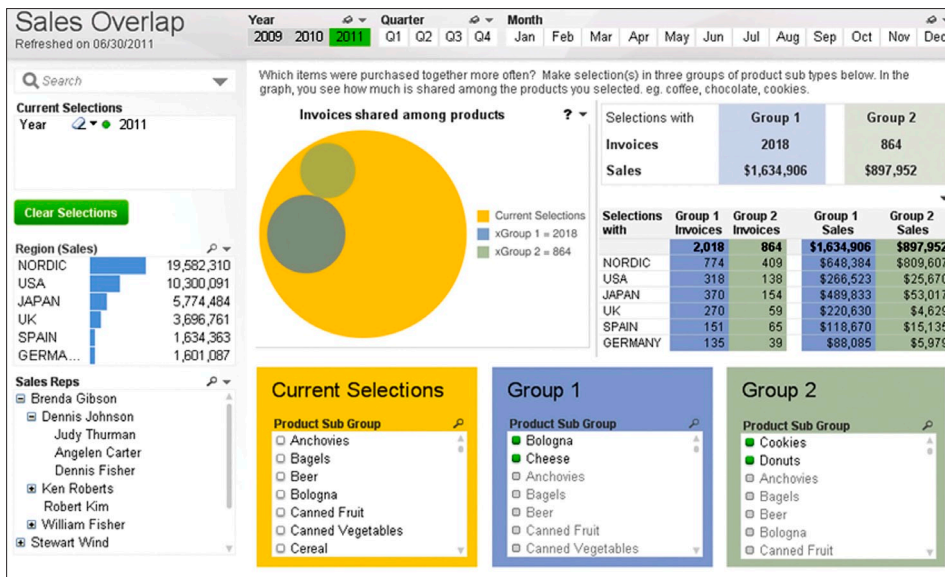 Sales Overlap
Refreshed on 06/30/2011
Year
2009 2010 2011
Quarter
Q1 Q2 Q3 Q4
Month
Jan Feb Mar Apr May Jun Jul Aug Sep Oct Nov Dec
Search
Current Selections
Year 2011
Clear Selections
Region (Sales)
NORDIC 19,582,310
USA 10,300,091
JAPAN 5,774,484
UK 3,696,761
SPAIN 1,634,363
GERMA... 1,601,087
Sales Reps
Brenda Gibson
Dennis Johnson
Judy Thurman
Angelen Carter
Dennis Fisher
Ken Roberts
Robert Kim
William Fisher
Stewart Wind
Which items were purchased together more often? Make selection(s) in three groups of product sub types below. In the
graph, you see how much is shared among the products you selected. eg. coffee, chocolate, cookies.
Invoices shared among products ?
Current Selections
xGroup 1 = 2018
xGroup 2 = 864
Selections with Group 1 Group 2
Invoices 2018 864
Sales $1,634,906 $897,952
Selections Group 1 Group 2 Group 1 Group 2
with Invoices Invoices Sales Sales
2,018 864 $1,634,906 $897,952
NORDIC 774 409 $648,384 $809,607
USA 318 138 $266,523 $25,670
JAPAN 370 154 $489,833 $53,017
UK 270 59 $220,630 $4,629
SPAIN 151 65 $118,670 $15,135
GERMANY 135 39 $88,085 $5,979
Current Selections
Product Sub Group
Anchovies
Bagels
Beer
Bologna
Canned Fruit
Canned Vegetables
Cereal
Group 1
Product Sub Group
Bologna
Cheese
Anchovies
Bagels
Beer
Canned Fruit
Canned Vegetables
Group 2
Product Sub Group
Cookies
Donuts
Anchovies
Bagels
Beer
Bologna
Canned Fruit